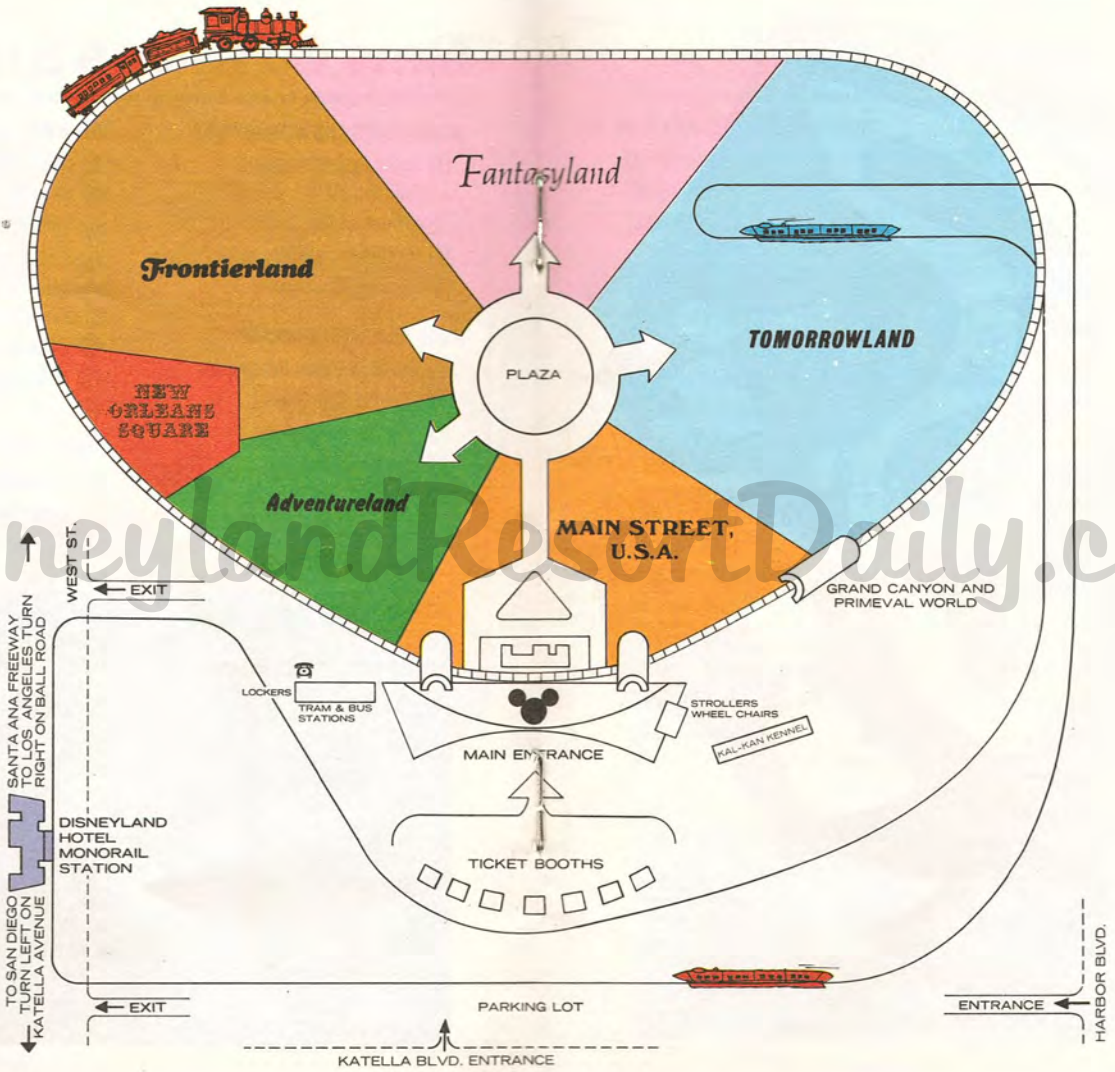 Fantasyland
Frontierland
TOMORROWLAND
PLAZA
NEW
ORLEANS
SQUARE
Adventureland
MAIN STREET,
U.S.A.
neylandResortDaily.c
GRAND CANYON AND
PRIMEVAL WORLD
WEST ST.
EXIT
SANTA ANA FREEWAY
TO LOS ANGELES TURN
RIGHT ON BALL ROAD
LOCKERS
TRAM & BUS
STATIONS
STROLLERS
WHEEL CHAIRS
KAL-KAN KENNEL
MAIN ENTRANCE
DISNEYLAND
HOTEL
MONORAIL
STATION
TICKET BOOTHS
TO SAN DIEGO
TURN LEFT ON
KATELLA AVENUE
EXIT
PARKING LOT
ENTRANCE
HARBOR BLVD.
KATELLA BLVD. ENTRANCE